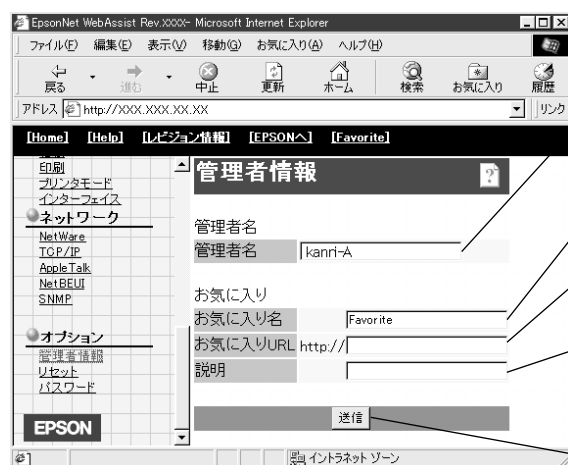 EpsonNet WebAssist Rev.XXXX- Microsoft Internet Explorer
ファイル(F) 編集(E) 表示(V) 移動(G) お気に入り(A) ヘルプ(H)
戻る 進む 中止 更新 ホーム 検索 お気に入り 履歴
アドレス http://XXX.XXX.XX.XX リンク
[Home] [Help] [レビジョン情報] [EPSONへ] [Favorite]
印刷
プリンタモード
インターフェイス
ネットワーク
NetWare
TCP/IP
AppleTalk
NetBEUI
SNMP
オプション
管理者情報
リセット
パスワード
EPSON
管理者情報
管理者名
管理者名 kanri-A
お気に入り
お気に入り名 Favorite
お気に入りURL http://
説明
送信
イントラネット ゾーン